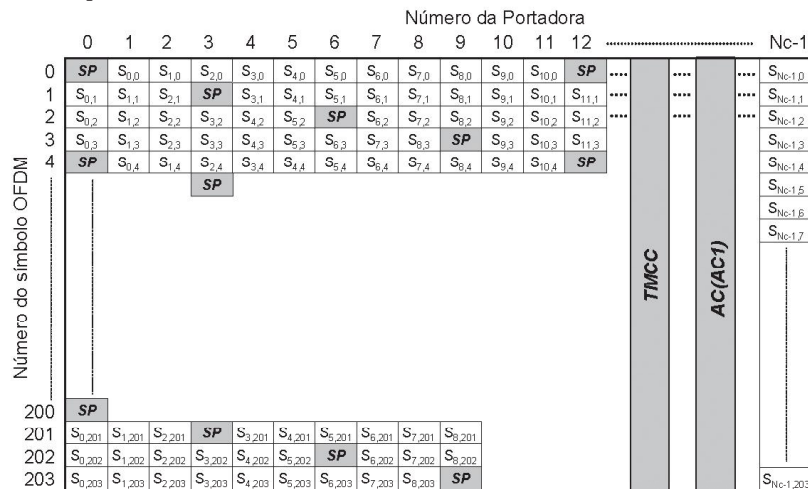 Número da Portadora
0 1 2 3 4 5 6 7 8 9 10 11 12 Nc-1
0 SP S0,0 S1,0 S2,0 S3,0 S4,0 S5,0 S6,0 S7,0 S8,0 S9,0 S10,0 SP SNc-1,0
1 S0,1 S1,1 S2,1 SP S3,1 S4,1 S5,1 S6,1 S7,1 S8,1 S9,1 S10,1 S11,1 SNc-1,1
2 S0,2 S1,2 S2,2 S3,2 S4,2 S5,2 SP S6,2 S7,2 S8,2 S9,2 S10,2 S11,2 SNc-1,2
3 S0,3 S1,3 S2,3 S3,3 S4,3 S5,3 S6,3 S7,3 S8,3 SP S9,3 S10,3 S11,3 SNc-1,3
4 SP S0,4 S1,4 S2,4 S3,4 S4,4 S5,4 S6,4 S7,4 S8,4 S9,4 S10,4 SP SNc-1,4
SP SNc-1,5
SNc-1,6
SNc-1,7
Número do símbolo OFDM
TMCC
AC(AC1)
200 SP
201 S0,201 S1,201 S2,201 SP S3,201 S4,201 S5,201 S6,201 S7,201 S8,201
202 S0,202 S1,202 S2,202 S3,202 S4,202 S5,202 SP S6,202 S7,202 S8,202
203 S0,203 S1,203 S2,203 S3,203 S4,203 S5,203 S6,203 S7,203 S8,203 SP SNc-1,203